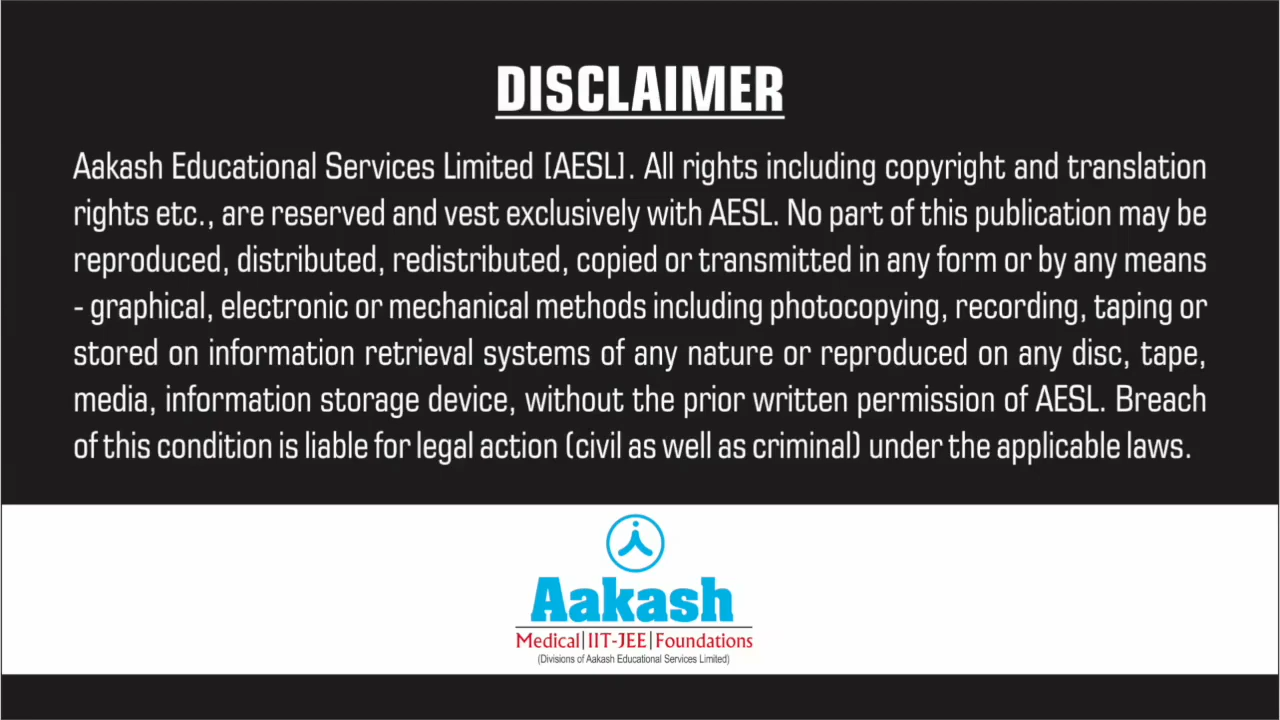 DISCLAIMER
Aakash Educational Services Limited [AESL]. All rights including copyright and translation
rights etc., are reserved and vest exclusively with AESL. No part of this publication may be
reproduced, distributed, redistributed, copied or transmitted in any form or by any means
- graphical, electronic or mechanical methods including photocopying, recording, taping or
stored on information retrieval systems of any nature or reproduced on any disc, tape,
media, information storage device, without the prior written permission of AESL. Breach
of this condition is liable for legal action (civil as well as criminal) under the applicable laws.
Aakash
Medical|IIT-JEE|Foundations
(Divisions of Aakash Educational Services Limited)